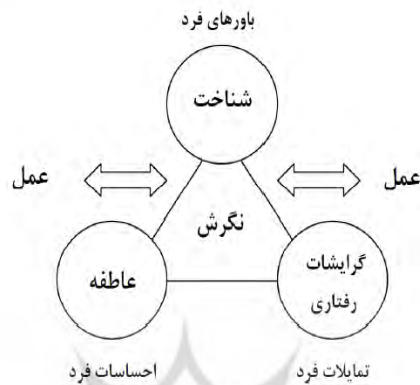 باورهای فرد
شناخت
عمل
عمل
نگرش
گرایشات
رفتاری
عاطفه
تمایلات فرد
احساسات فرد